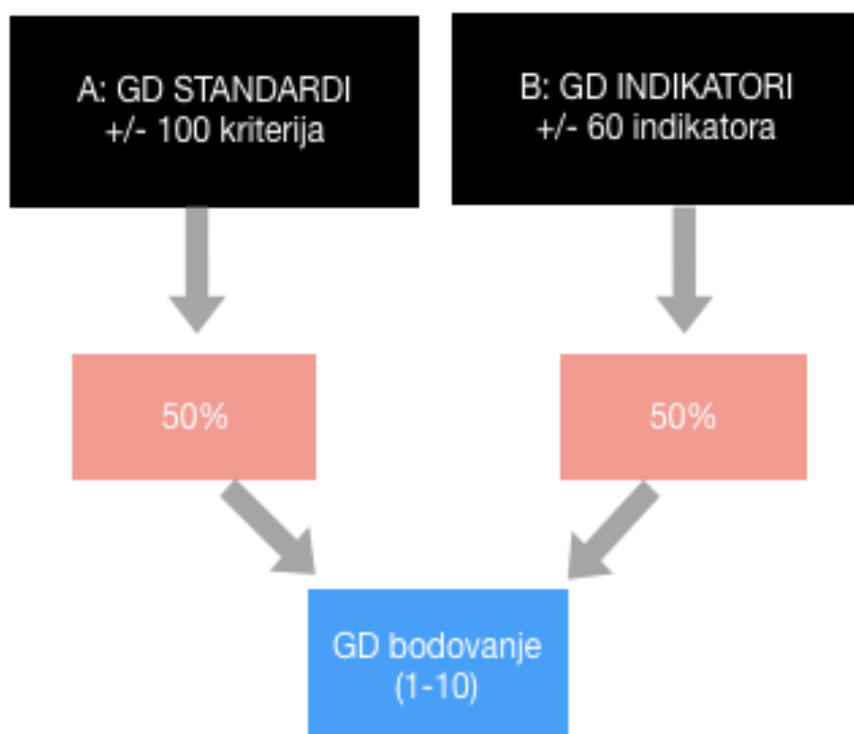 A: GD STANDARDI
+/- 100 kriterija
B: GD INDIKATORI
+/- 60 indikatora
50%
50%
GD bodovanje
(1-10)